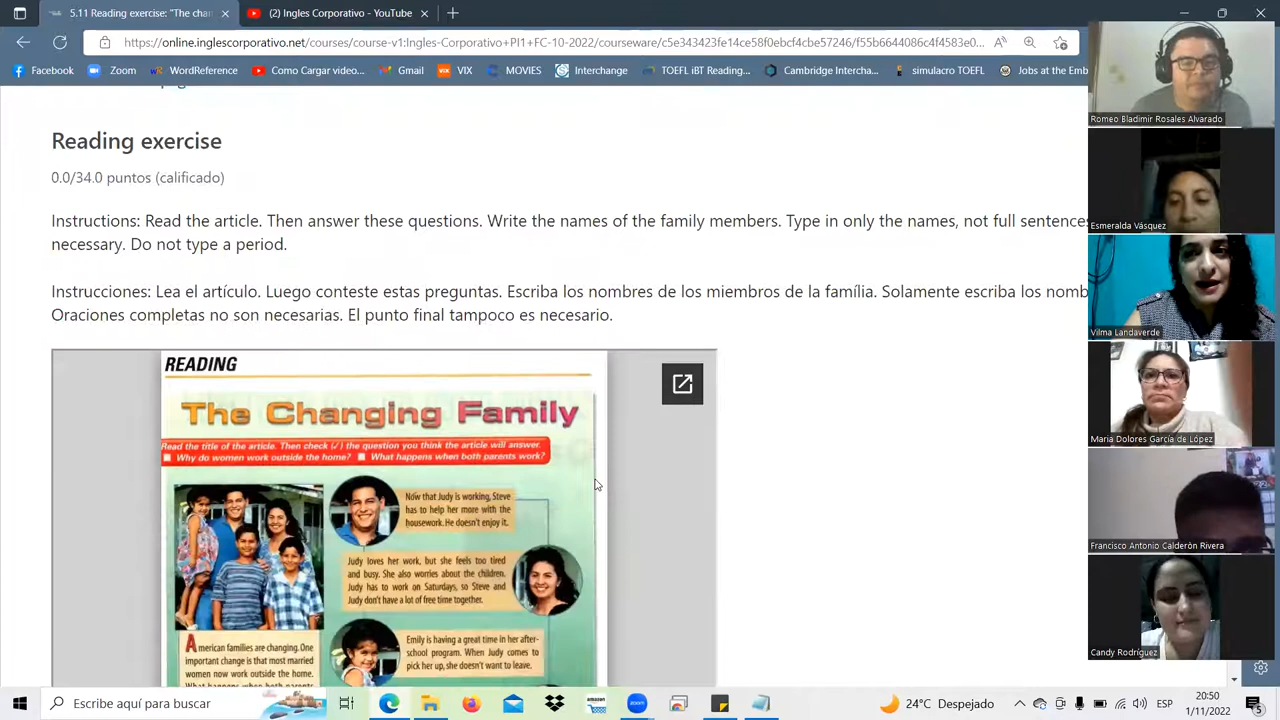 5.11 Reading exercise: "The chan
(2) Ingles Corporativo - YouTube
https://online.inglescorporativo.net/courses/course-v1:Ingles-Corporativo+PI1+FC-10-2022/courseware/c5e343423fe14ce58f0ebcf4cbe57246/f55b6644086c4f4583e0...
Facebook
Zoom
WordReference
Como Cargar video...
Gmail
VIX
MOVIES
Interchange
TOEFL iBT Reading...
Cambridge Intercha...
simulacro TOEFL
Jobs at the Emb
Reading exercise
0.0/34.0 puntos (calificado)
Instructions: Read the article. Then answer these questions. Write the names of the family members. Type in only the names, not full sentences
necessary. Do not type a period.
Instrucciones: Lea el artículo. Luego conteste estas preguntas. Escriba los nombres de los miembros de la família. Solamente escriba los nomb
Oraciones completas no son necesarias. El punto final tampoco es necesario.
READING
The Changing Family
Read the title of the article. Then check (✓) the question you think the article will answer.
Why do women work outside the home? What happens when both parents work?
Now that Judy is working, Steve
has to help her more with the
housework. He doesn't enjoy it.
Judy loves her work, but she feels too tired
and busy. She also worries about the children.
Judy has to work on Saturdays, so Steve and
Judy don't have a lot of free time together.
Emily is having a great time in her after-
school program. When Judy comes to
pick her up, she doesn't want to leave.
American families are changing. One
important change is that most married
women now work outside the home.
What happens when both parents
Romeo Bladimir Rosales Alvarado
Esmeralda Vásquez
Vilma Landaverde
Maria Dolores García de López
Francisco Antonio Calderón Rivera
Candy Rodríguez
Escribe aquí para buscar
24°C Despejado
ESP
20:50
1/11/2022
5